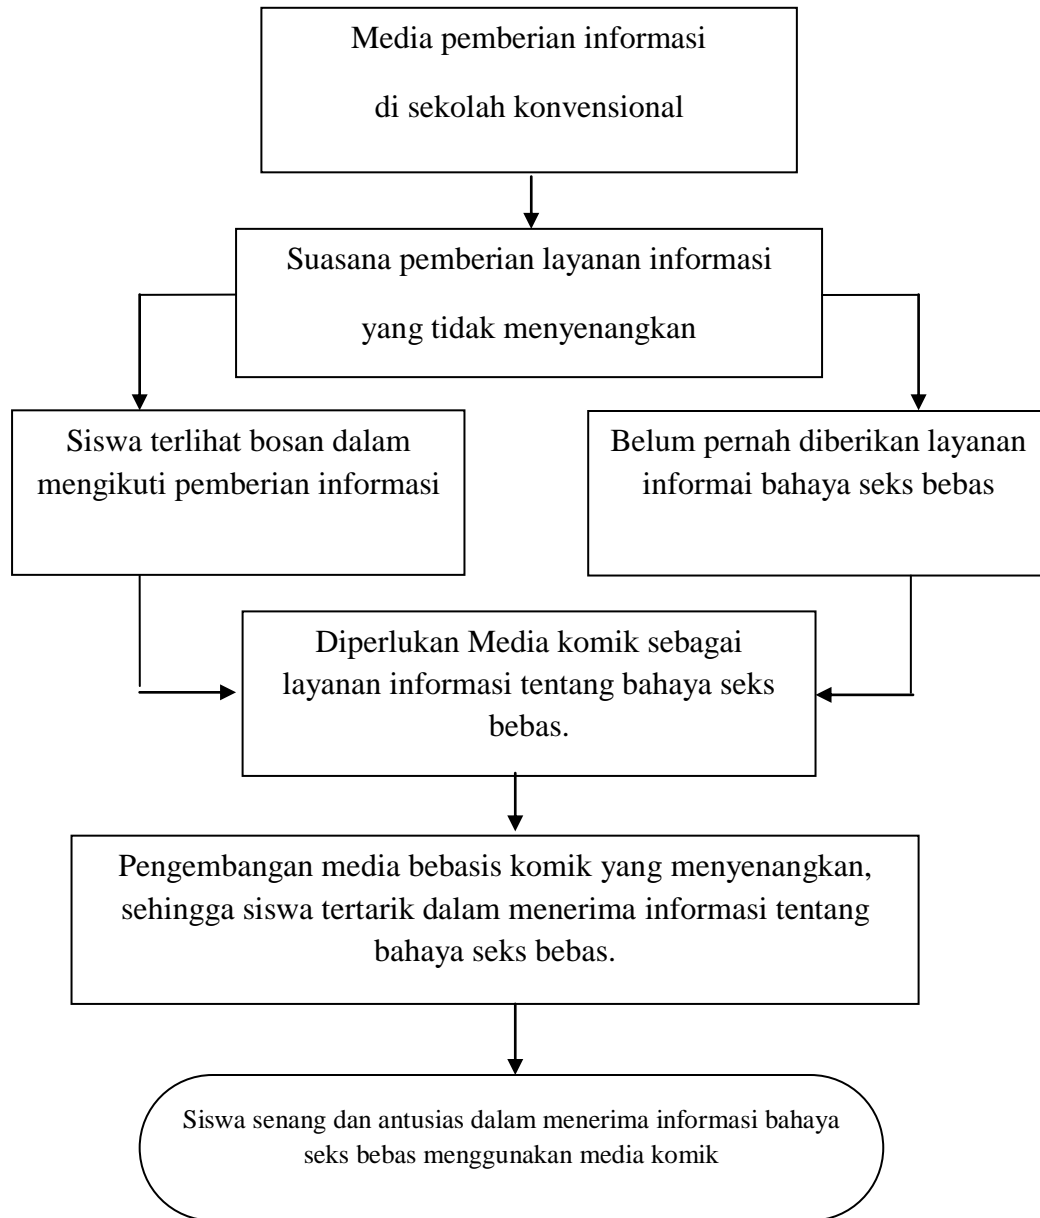 Media pemberian informasi
di sekolah konvensional
Suasana pemberian layanan informasi
yang tidak menyenangkan
Siswa terlihat bosan dalam
mengikuti pemberian informasi
Belum pernah diberikan layanan
informai bahaya seks bebas
Diperlukan Media komik sebagai
layanan informasi tentang bahaya seks
bebas.
Pengembangan media bebasis komik yang menyenangkan,
sehingga siswa tertarik dalam menerima informasi tentang
bahaya seks bebas.
Siswa senang dan antusias dalam menerima informasi bahaya
seks bebas menggunakan media komik